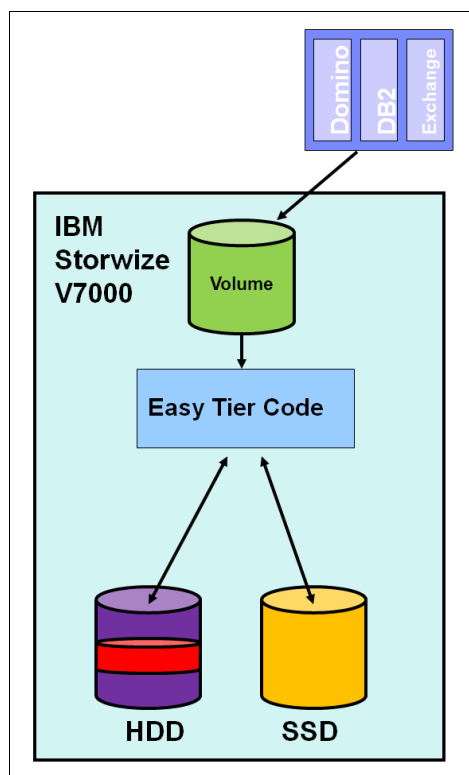 Domino
DB2
Exchange
IBM
Storwize
V7000
Volume
Easy Tier Code
HDD
SSD